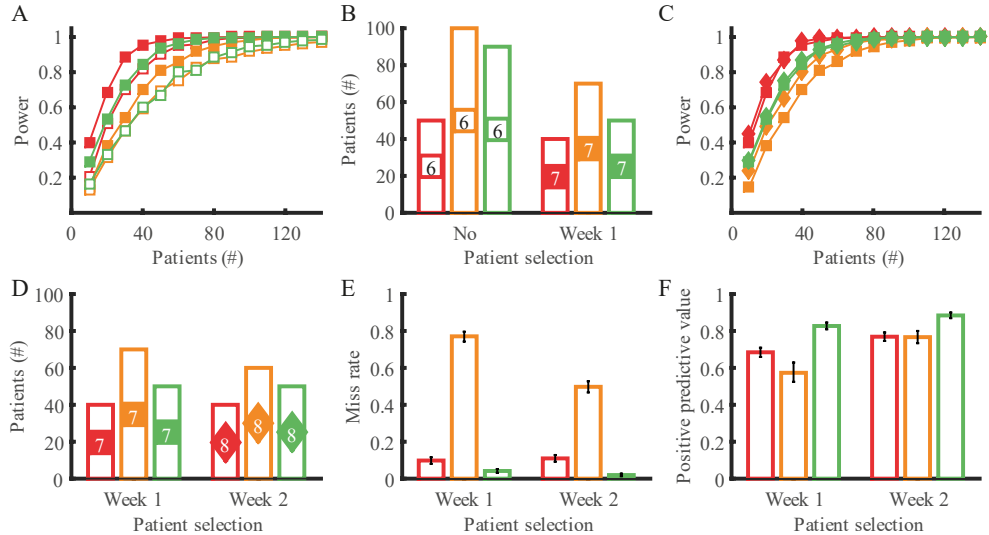 A
Power
1
0.8
0.6
0.4
0.2
0
40
80
120
Patients (#)
B
Patients (#)
100
80
60
40
20
0
6
6
6
7
7
7
No
Week 1
Patient selection
C
Power
1
0.8
0.6
0.4
0.2
0
40
80
120
Patients (#)
D
Patients (#)
100
80
60
40
20
0
7
7
7
8
8
8
Week 1
Week 2
Patient selection
E
Miss rate
1
0.8
0.6
0.4
0.2
0
Week 1
Week 2
Patient selection
F
Positive predictive value
1
0.8
0.6
0.4
0.2
0
Week 1
Week 2
Patient selection